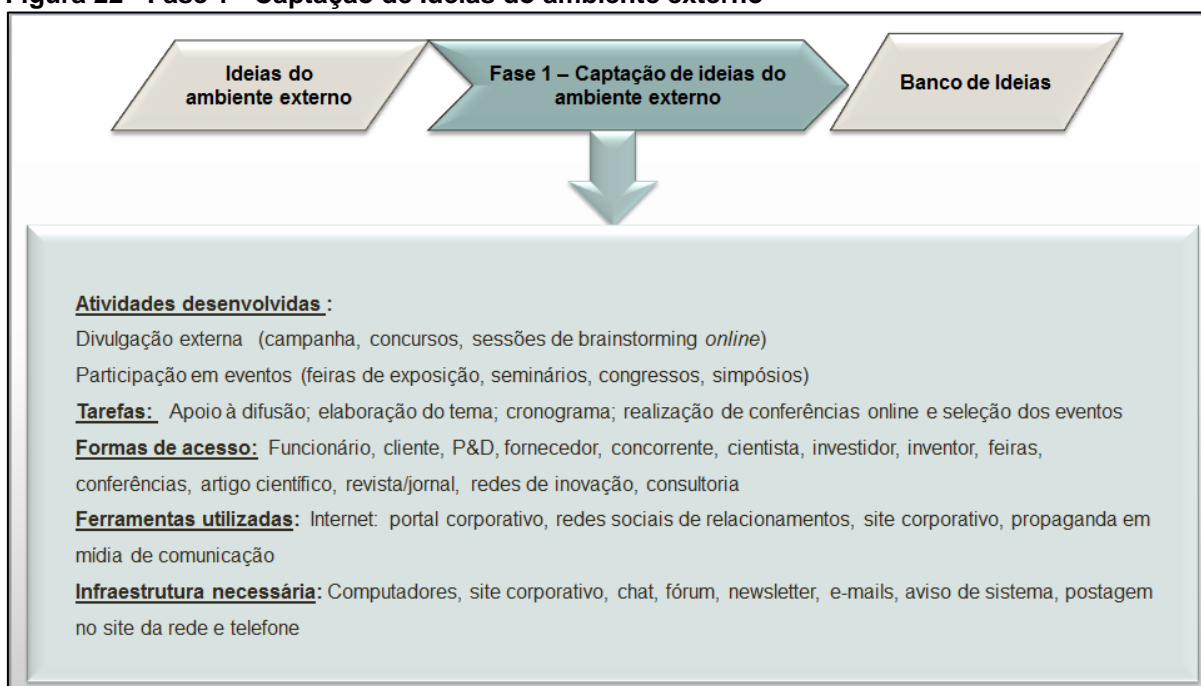 Figura 22 - Fase 1 - Captação de ideias do ambiente externo
Ideias do
ambiente externo
Fase 1 – Captação de ideias do
ambiente externo
Banco de Ideias
Atividades desenvolvidas :
Divulgação externa (campanha, concursos, sessões de brainstorming online)
Participação em eventos (feiras de exposição, seminários, congressos, simpósios)
Tarefas: Apoio à difusão; elaboração do tema; cronograma; realização de conferências online e seleção dos eventos
Formas de acesso: Funcionário, cliente, P&D, fornecedor, concorrente, cientista, investidor, inventor, feiras,
conferências, artigo científico, revista/jornal, redes de inovação, consultoria
Ferramentas utilizadas: Internet: portal corporativo, redes sociais de relacionamentos, site corporativo, propaganda em
mídia de comunicação
Infraestrutura necessária: Computadores, site corporativo, chat, fórum, newsletter, e-mails, aviso de sistema, postagem
no site da rede e telefone